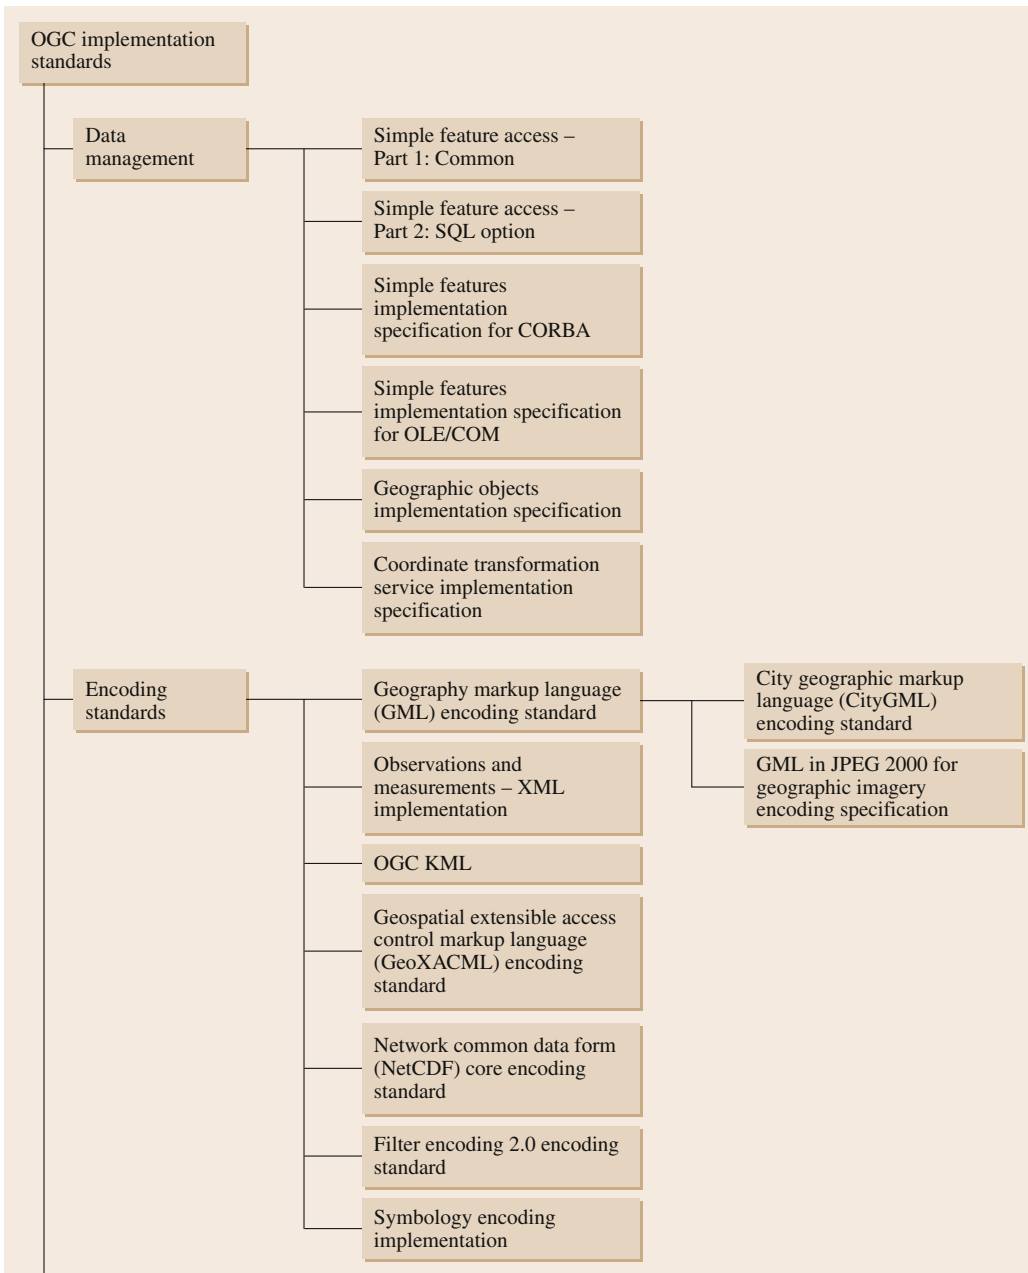 OGC implementation
standards
Data
management
Simple feature access –
Part 1: Common
Simple feature access –
Part 2: SQL option
Simple features
implementation
specification for CORBA
Simple features
implementation specification
for OLE/COM
Geographic objects
implementation specification
Coordinate transformation
service implementation
specification
Encoding
standards
Geography markup language
(GML) encoding standard
City geographic markup
language (CityGML)
encoding standard
GML in JPEG 2000 for
geographic imagery
encoding specification
Observations and
measurements – XML
implementation
OGC KML
Geospatial extensible access
control markup language
(GeoXACML) encoding
standard
Network common data form
(NetCDF) core encoding
standard
Filter encoding 2.0 encoding
standard
Symbology encoding
implementation